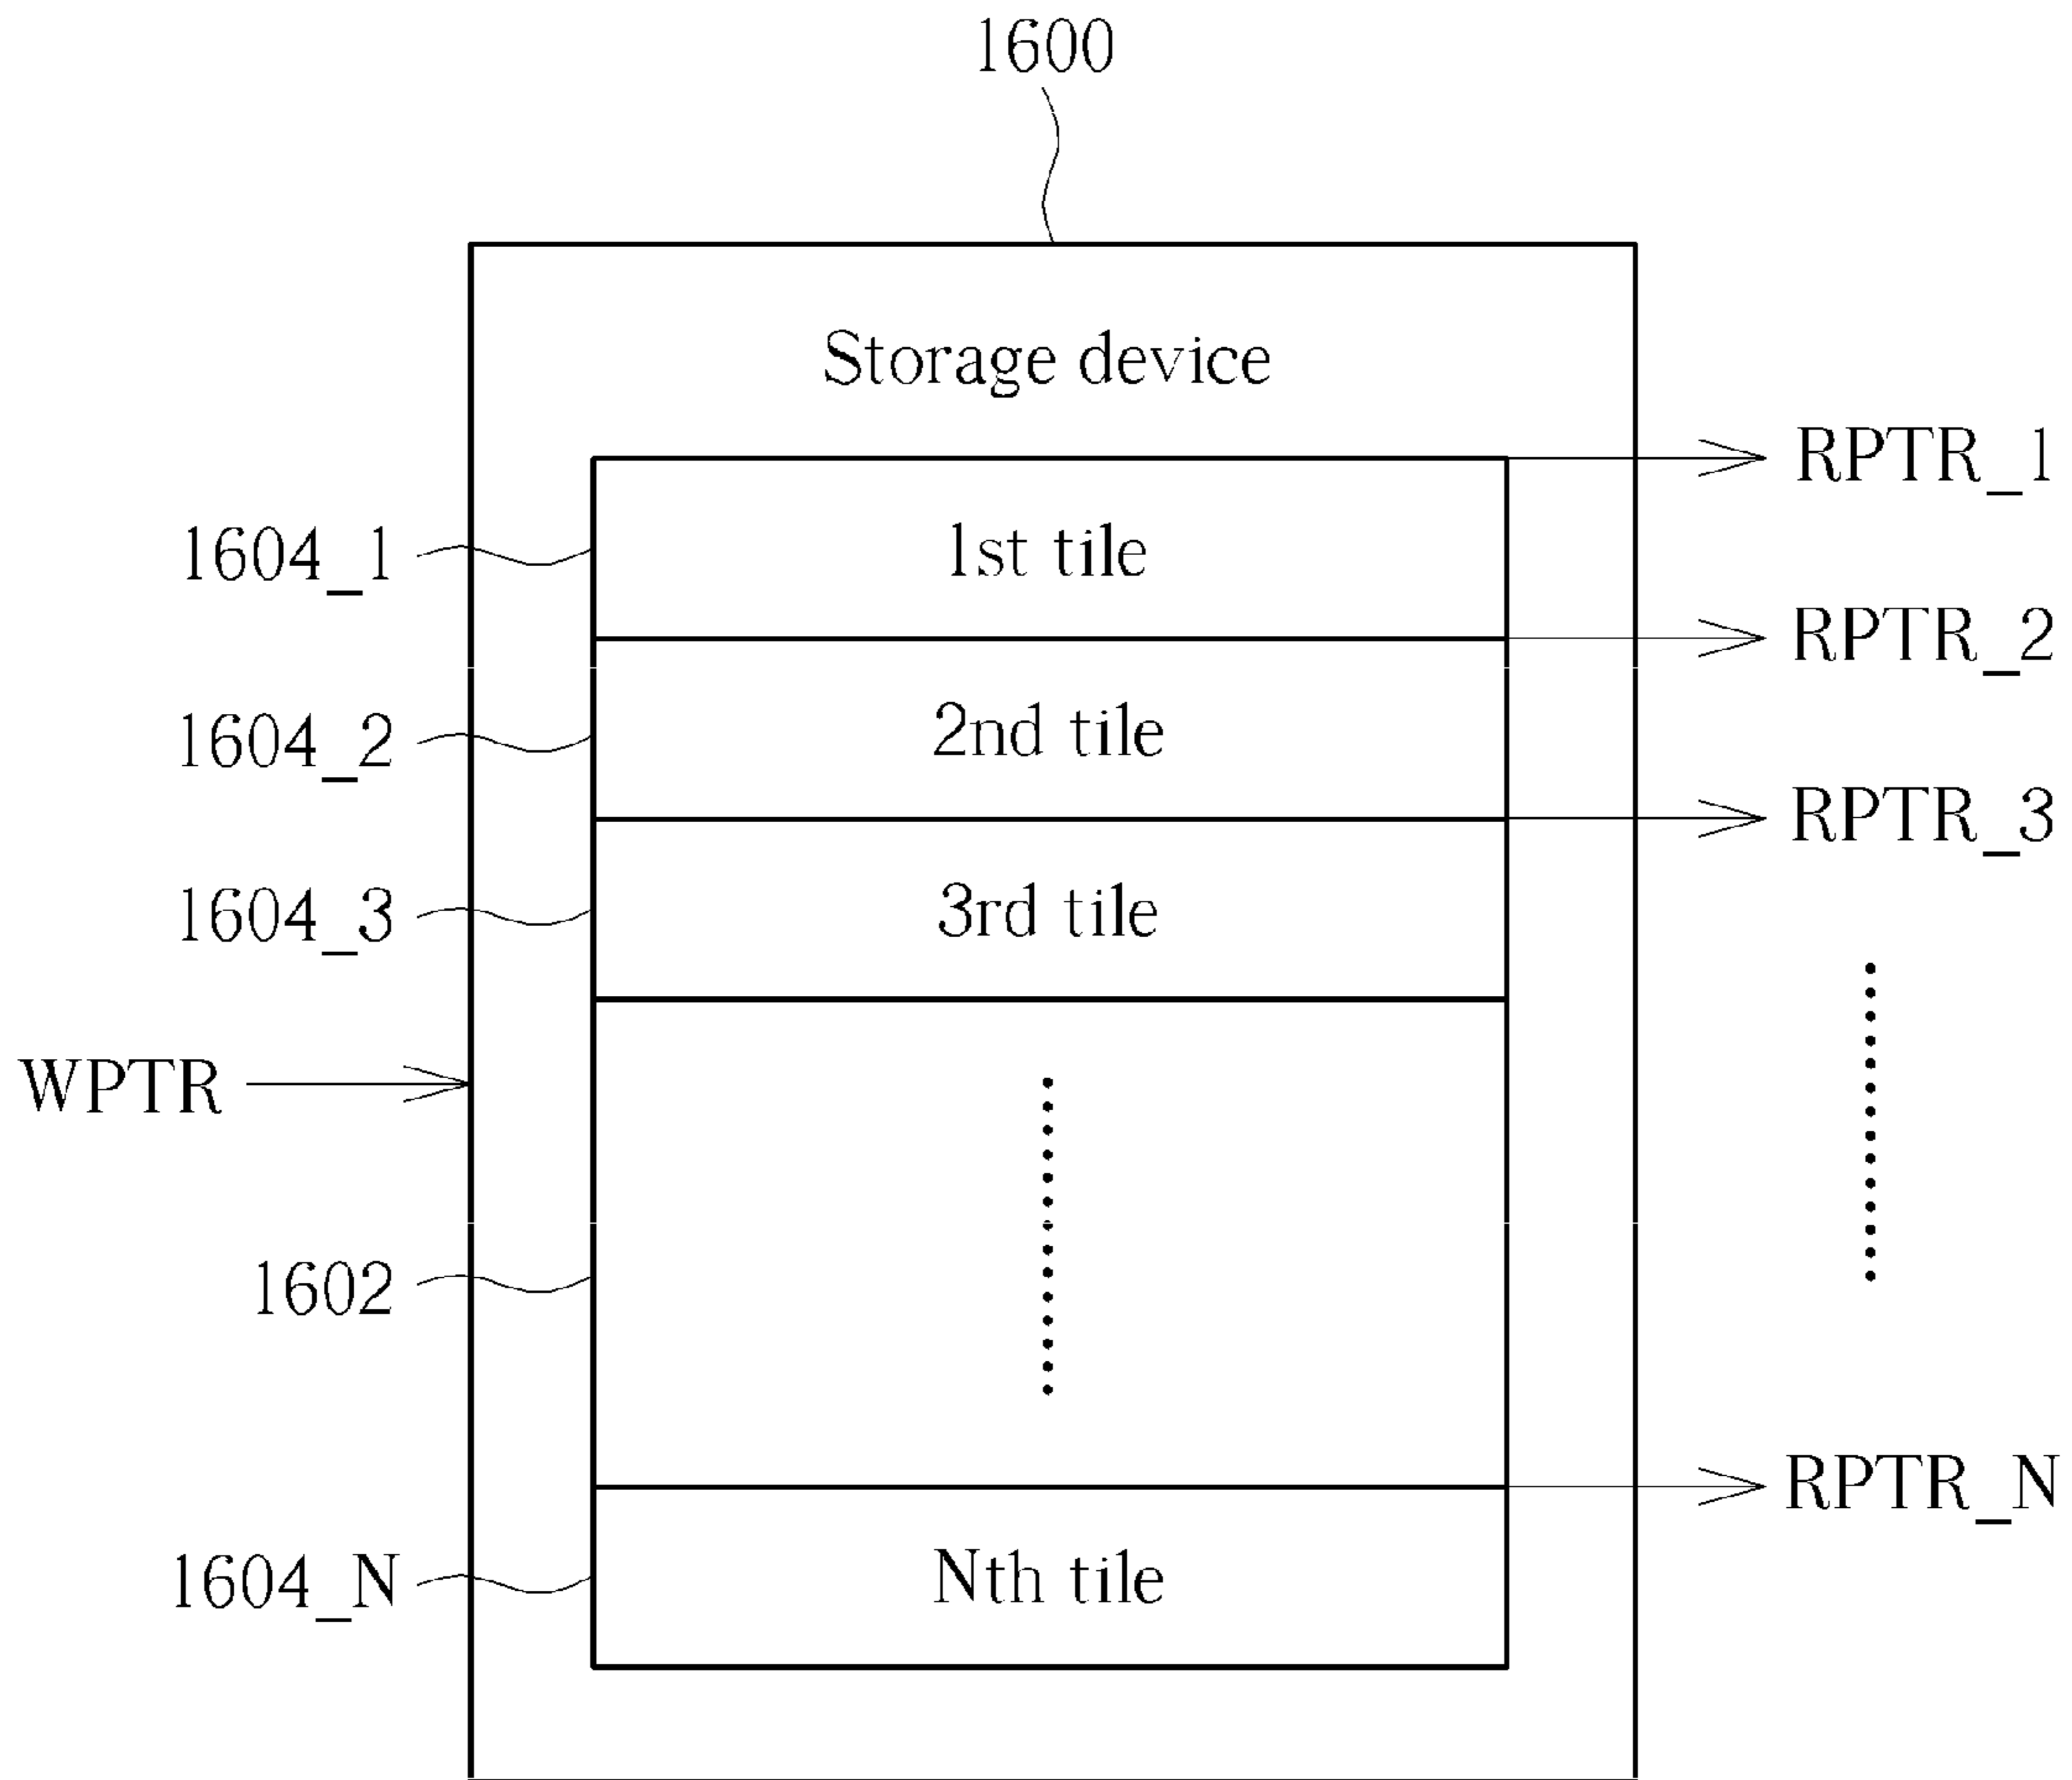 1600
Storage device
RPTR_1
1604_1
1st tile
RPTR_2
1604_2
2nd tile
RPTR_3
1604_3
3rd tile
WPTR
1602
RPTR_N
1604_N
Nth tile